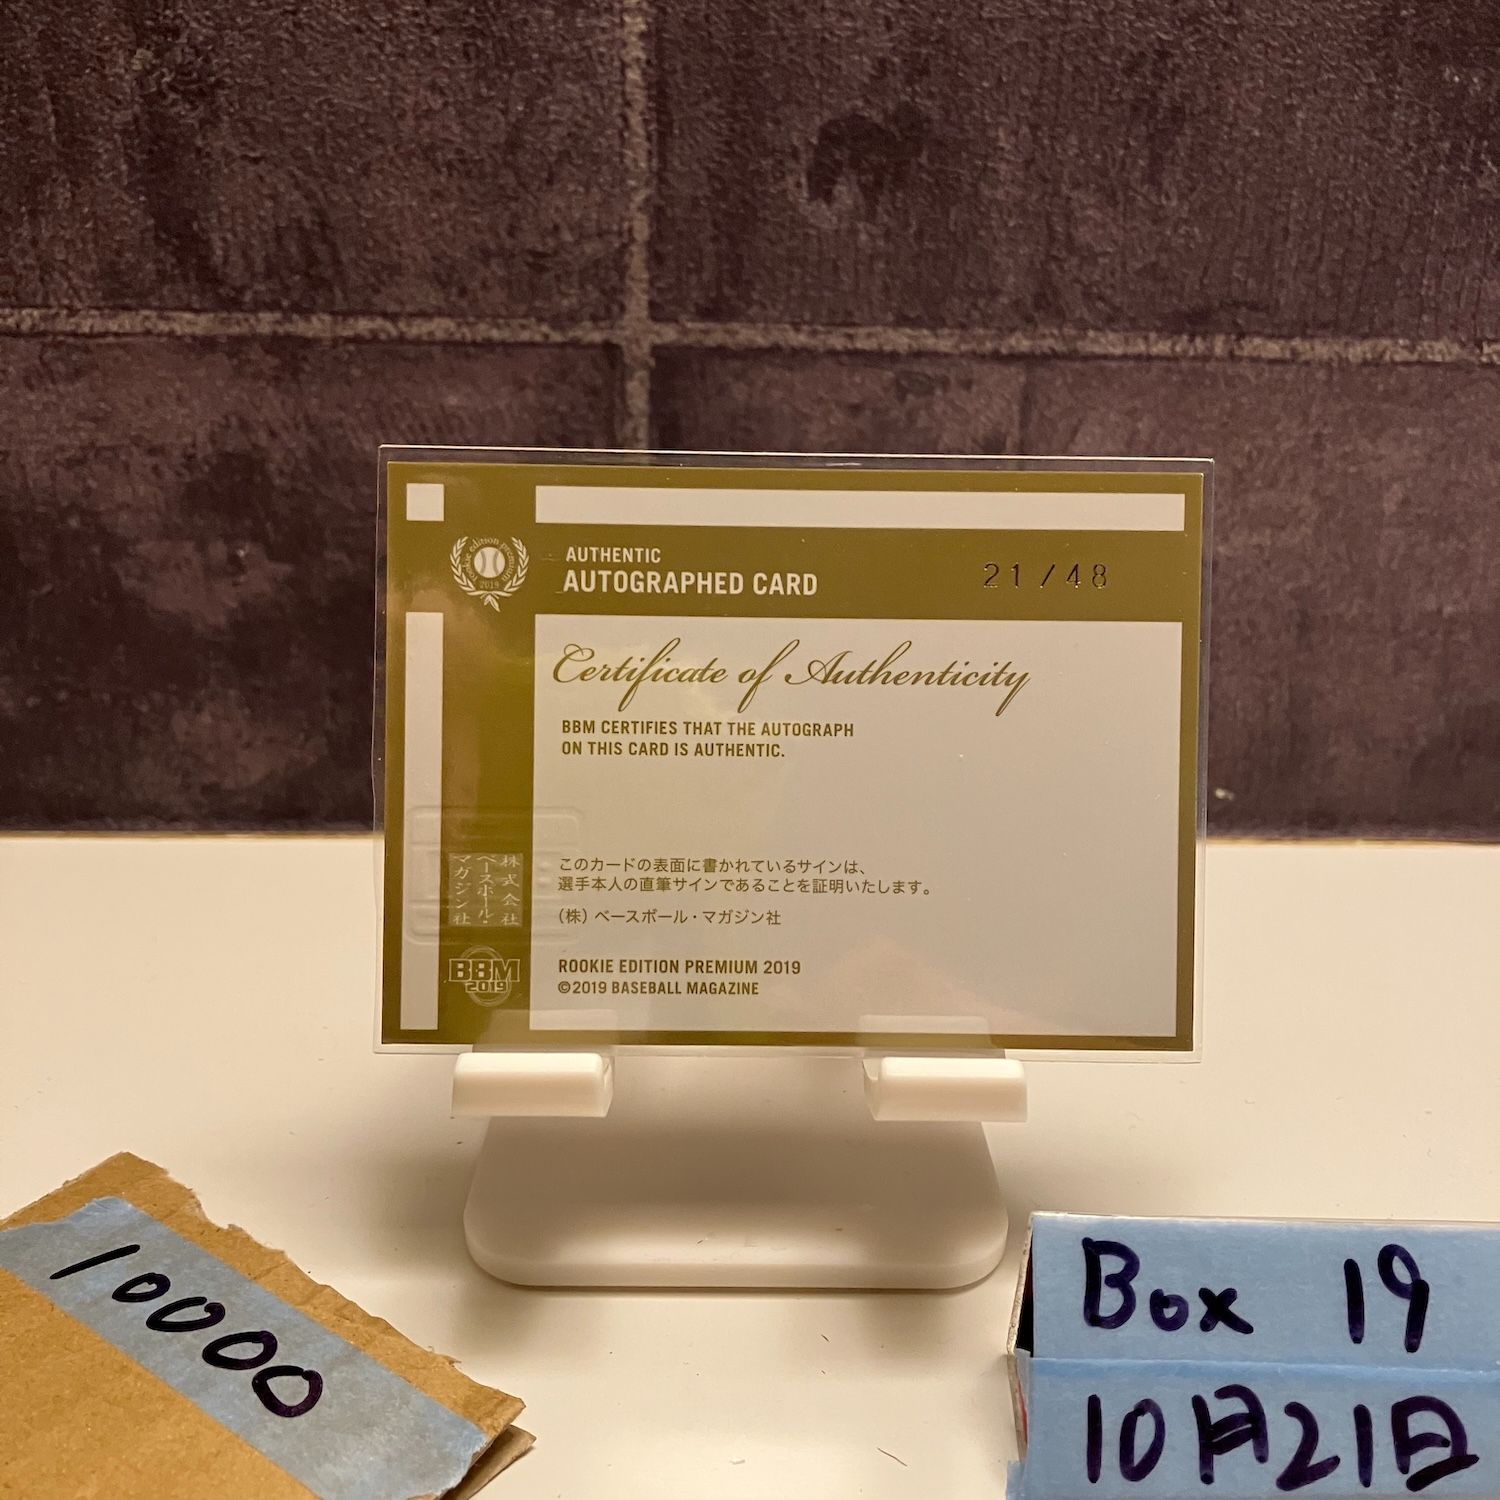 rookie edition premium
2019
AUTHENTIC
AUTOGRAPHED CARD
21/48
Certificate of Authenticity
BBM CERTIFIES THAT THE AUTOGRAPH
ON THIS CARD IS AUTHENTIC.
株式会社
ベースボール・
マガジン社
このカードの表面に書かれているサインは、
選手本人の直筆サインであることを証明いたします。
(株) ベースボール・マガジン社
BBM
2019
ROOKIE EDITION PREMIUM 2019
©2019 BASEBALL MAGAZINE
10000
Box 19
10月21日